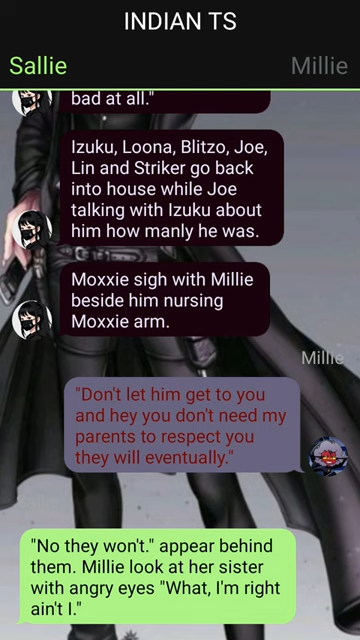 INDIAN TS
Sallie
Millie
bad at all."
Izuku, Loona, Blitzo, Joe,
Lin and Striker go back
into house while Joe
talking with Izuku about
him how manly he was.
Moxxie sigh with Millie
beside him nursing
Moxxie arm.
Millie
"Don't let him get to you
and hey you don't need my
parents to respect you
they will eventually."
"No they won't." appear behind
them. Millie look at her sister
with angry eyes "What, I'm right
ain't I."